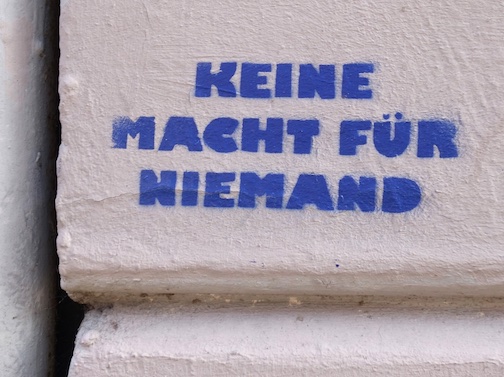 KEINE
MACHT FÜR
NIEMAND